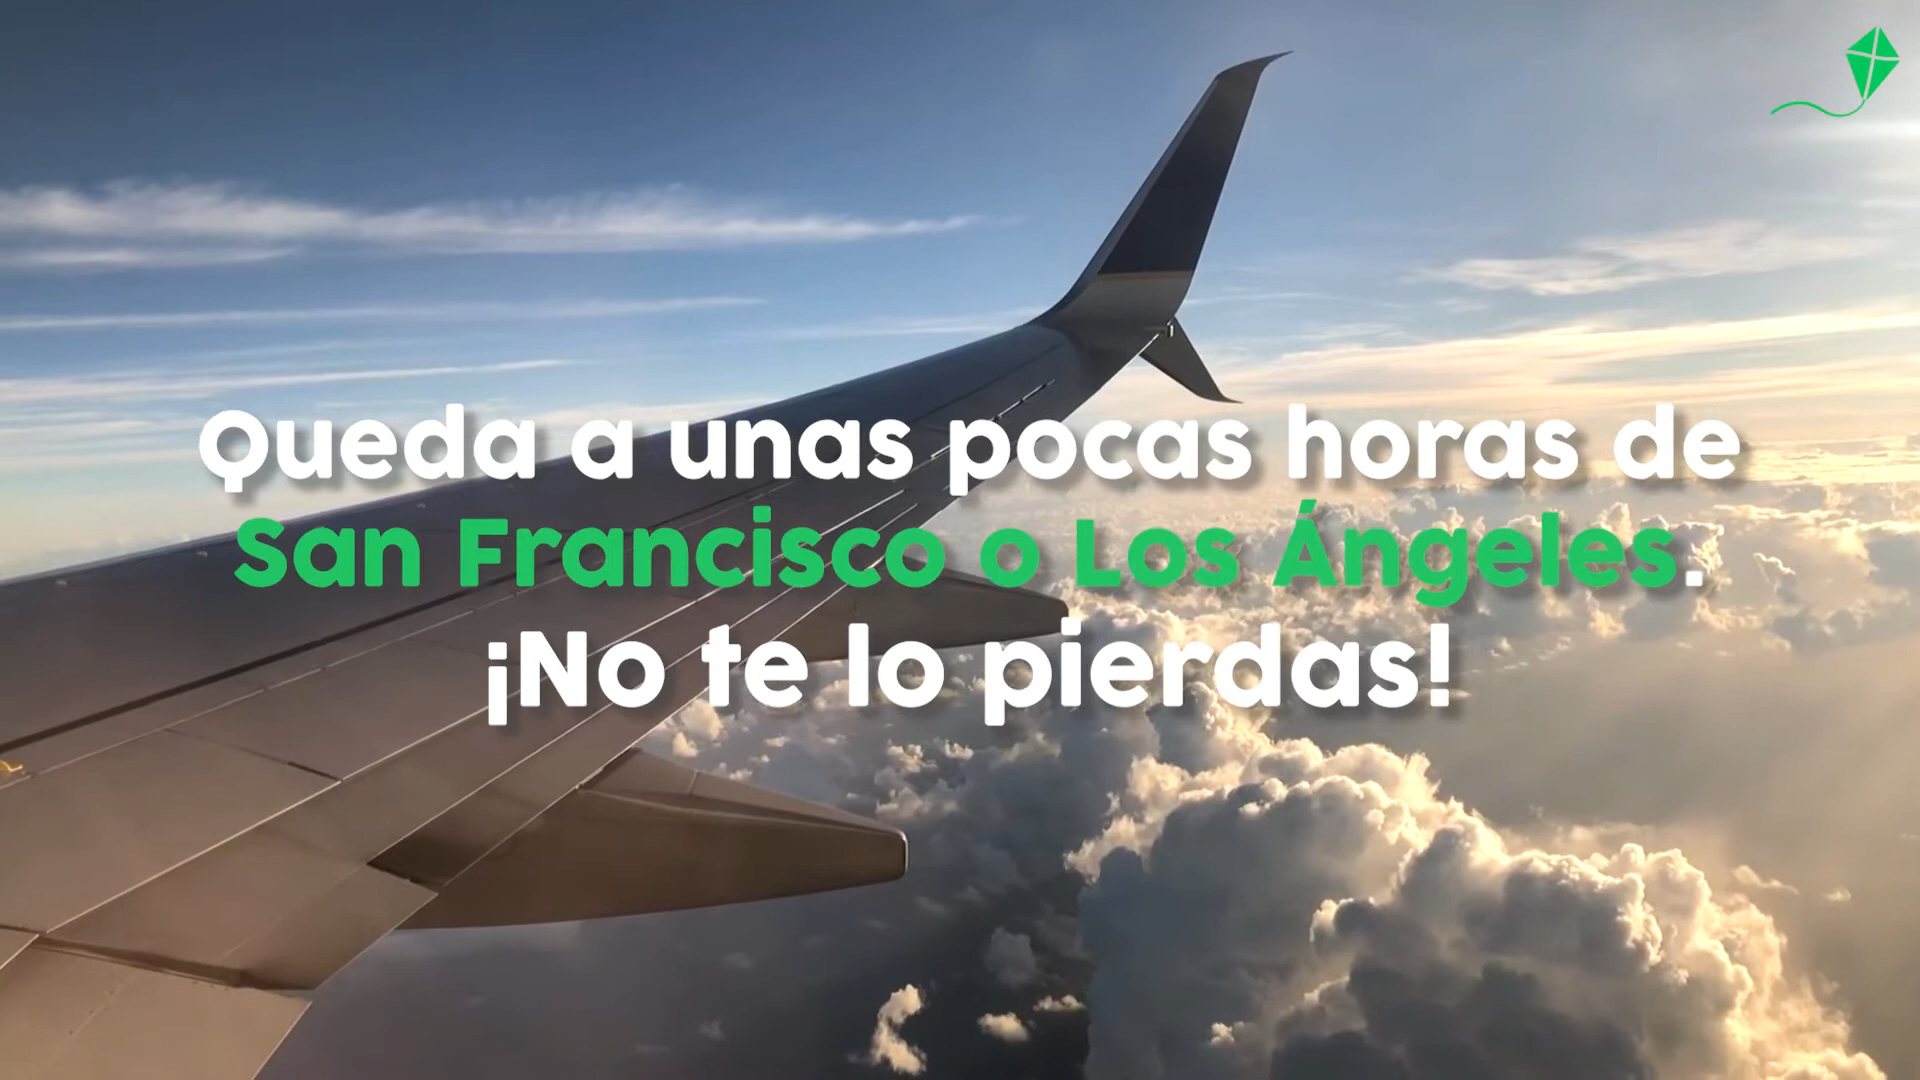 Queda a unas pocas horas de
San Francisco o Los Ángeles.
¡No te lo pierdas!